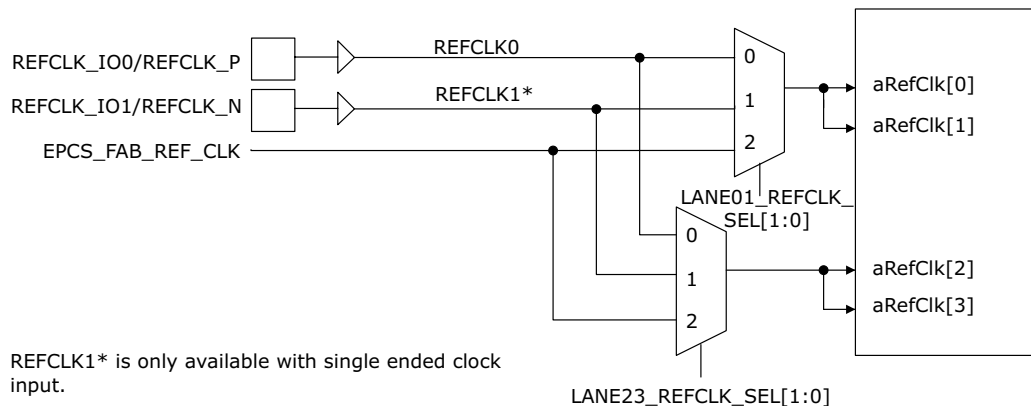 REFCLK_IO0/REFCLK_P
REFCLK0
0
REFCLK_IO1/REFCLK_N
REFCLK1*
1
EPCS_FAB_REF_CLK
2
aRefClk[0]
aRefClk[1]
LANE01_REFCLK_
SEL[1:0]
0
1
2
aRefClk[2]
aRefClk[3]
REFCLK1* is only available with single ended clock
input.
LANE23_REFCLK_SEL[1:0]